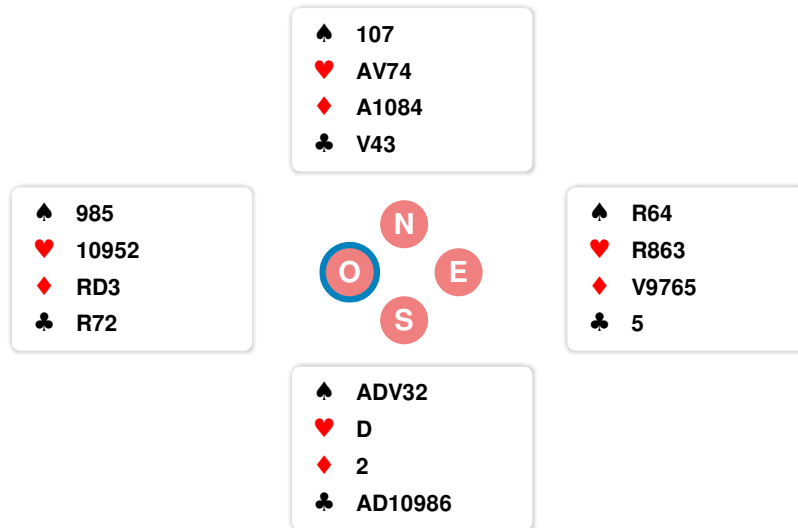 ♠ 107
♥ AV74
♦ A1084
♣ V43
♠ 985
♥ 10952
♦ RD3
♣ R72
N
O
E
S
♠ R64
♥ R863
♦ V9765
♣ 5
♠ ADV32
♥ D
♦ 2
♣ AD10986